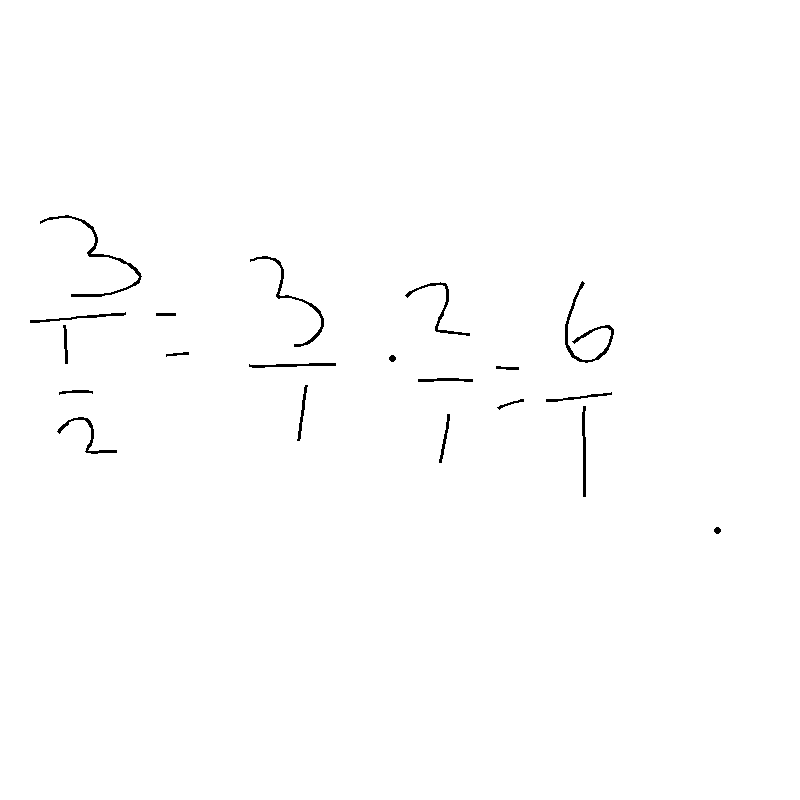 3/(1/2) = 3/1 · 2/1 = 6/1